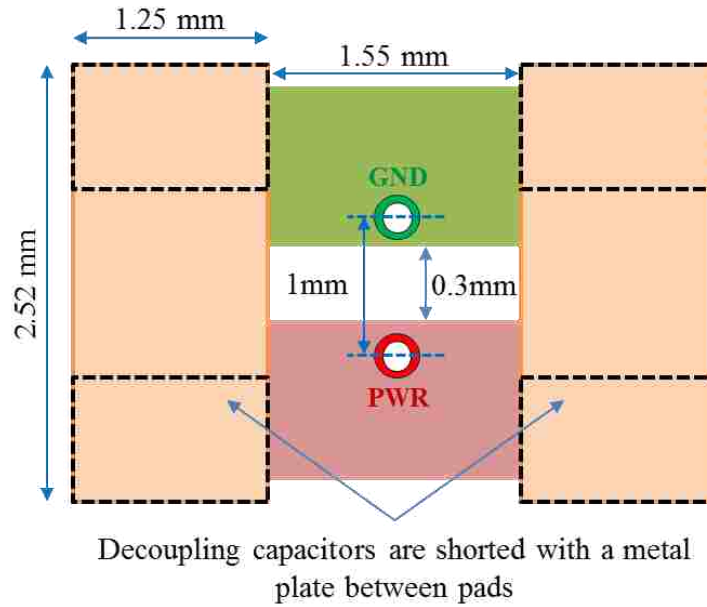 1.25 mm
1.55 mm
GND
2.52 mm
1mm
0.3mm
PWR
Decoupling capacitors are shorted with a metal
plate between pads